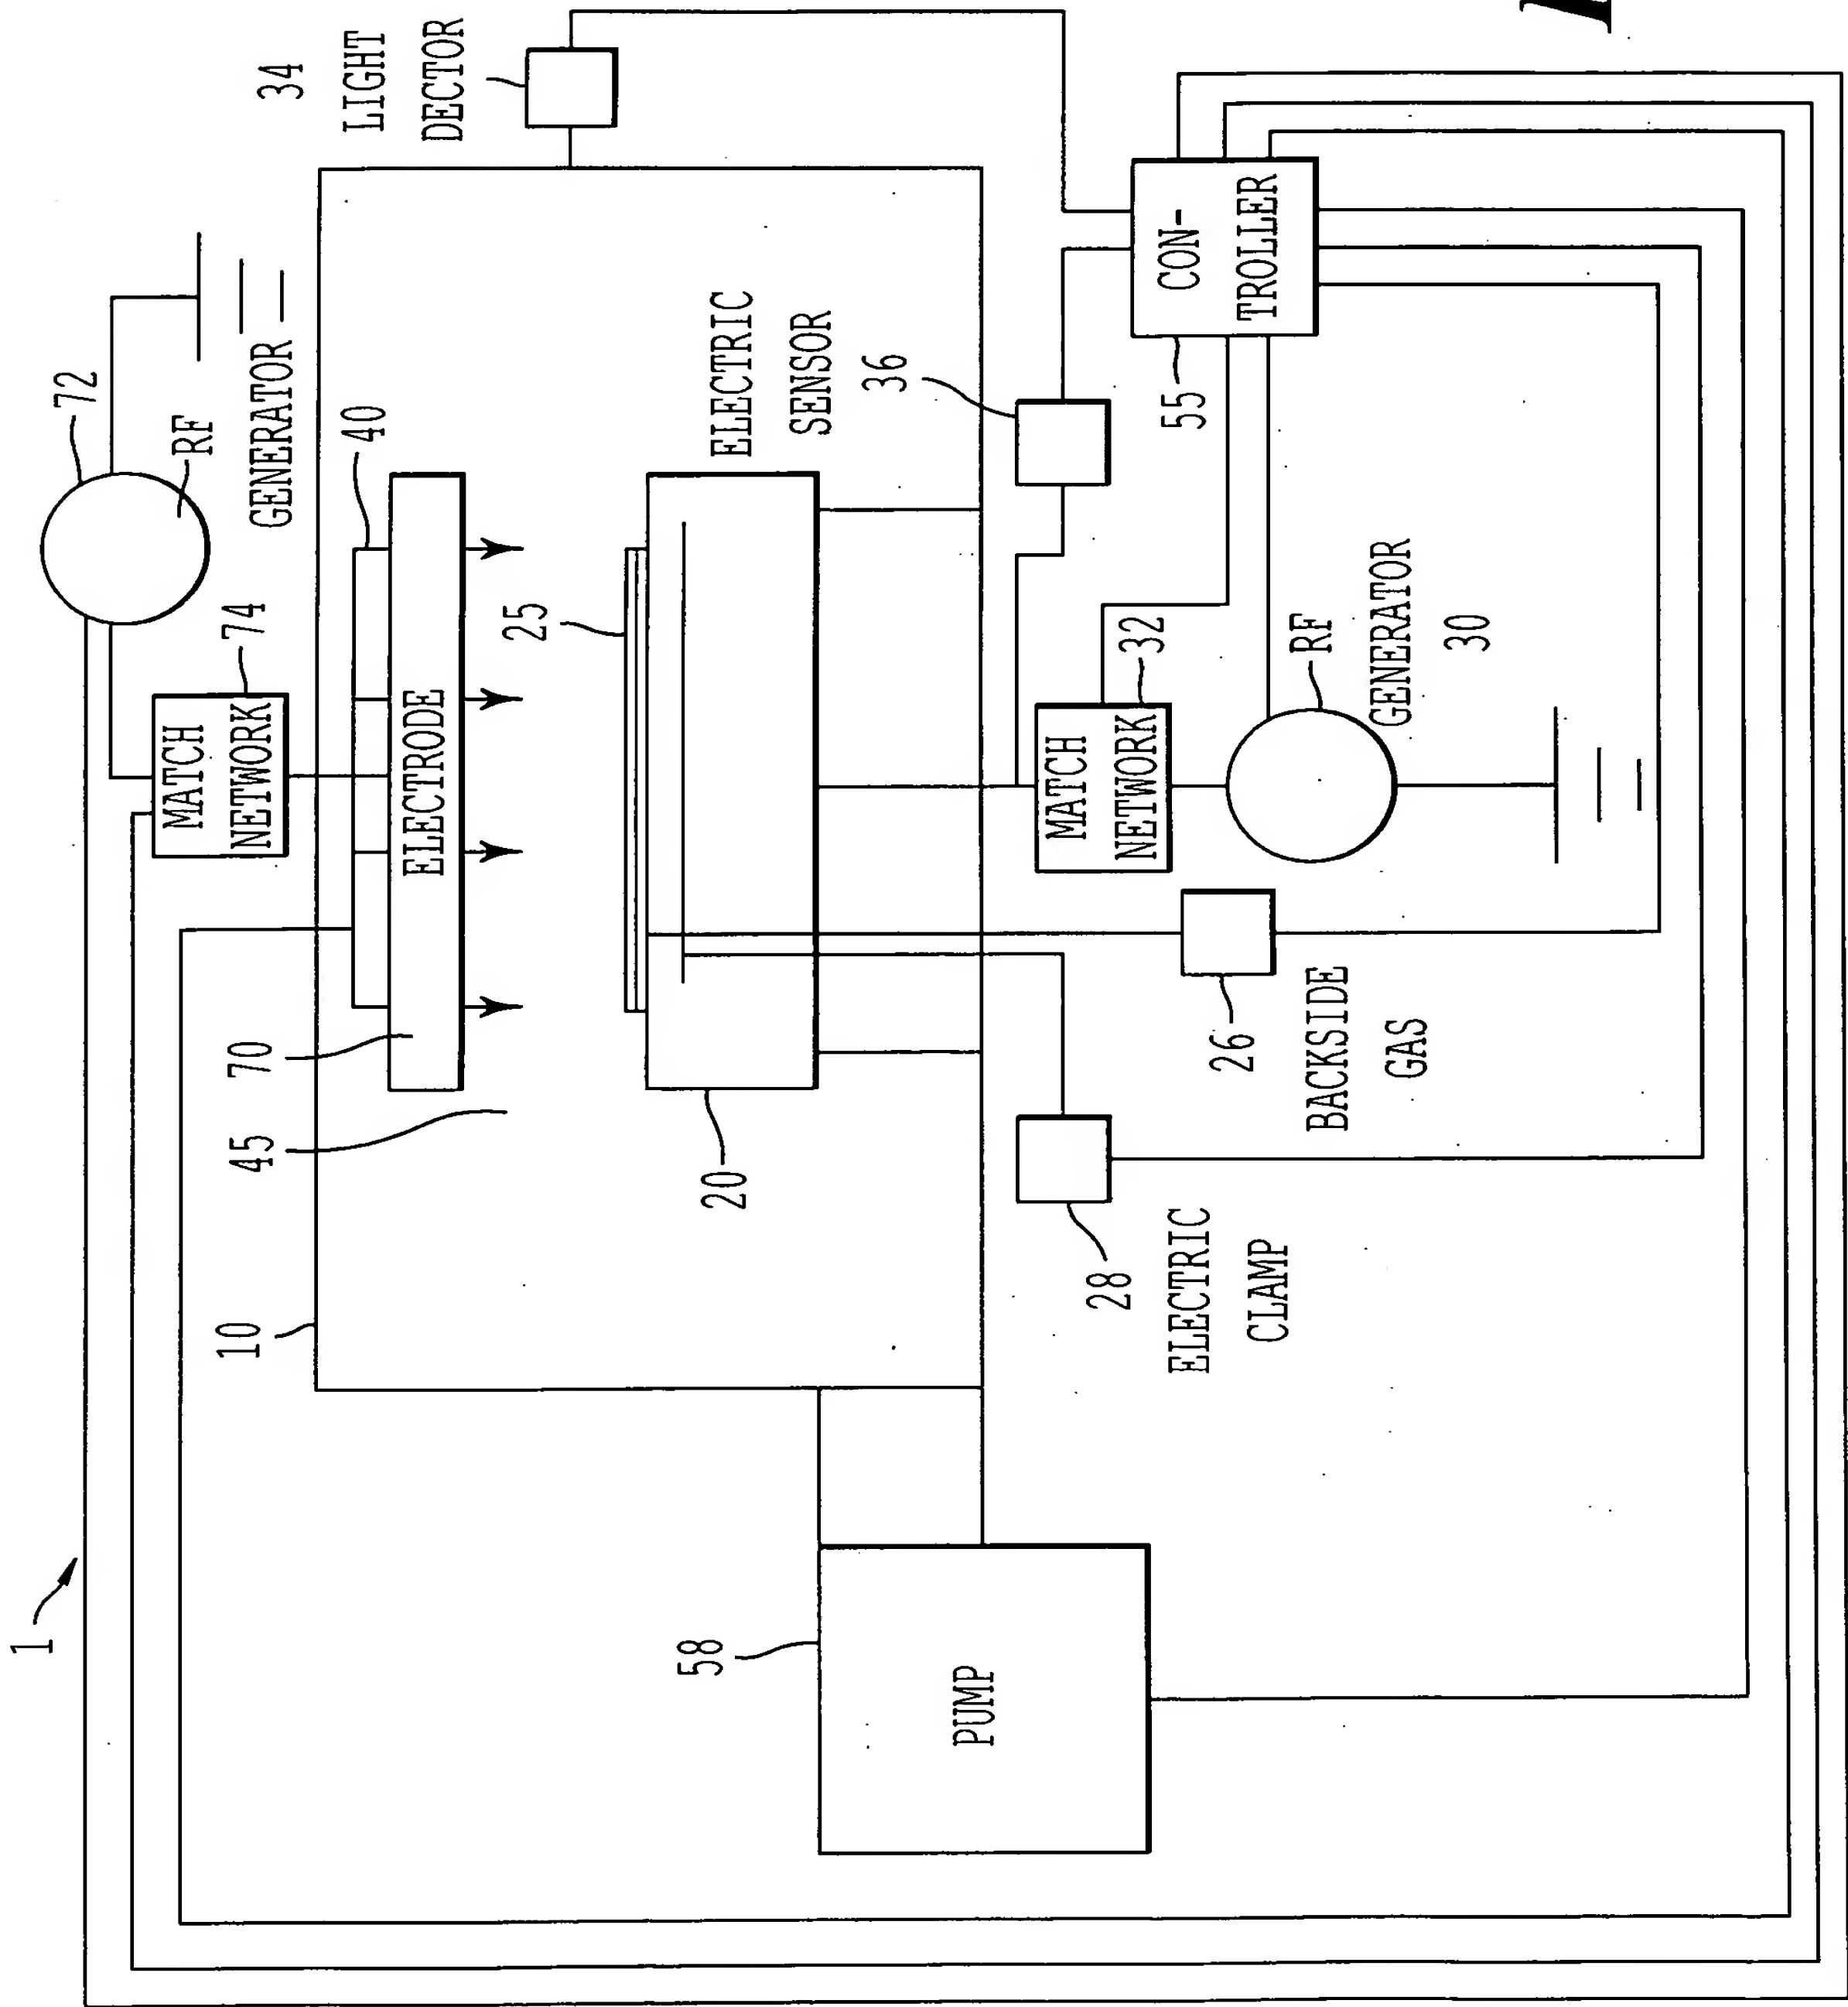 1
72
RF
GENERATOR
34
LIGHT
DECTOR
74
MATCH
NETWORK
40
10
70
ELECTRODE
45
25
ELECTRIC
SENSOR
36
20
58
PUMP
28
ELECTRIC
CLAMP
26
BACKSIDE
GAS
MATCH
NETWORK
32
RF
GENERATOR
30
55
CON-
TROLLER